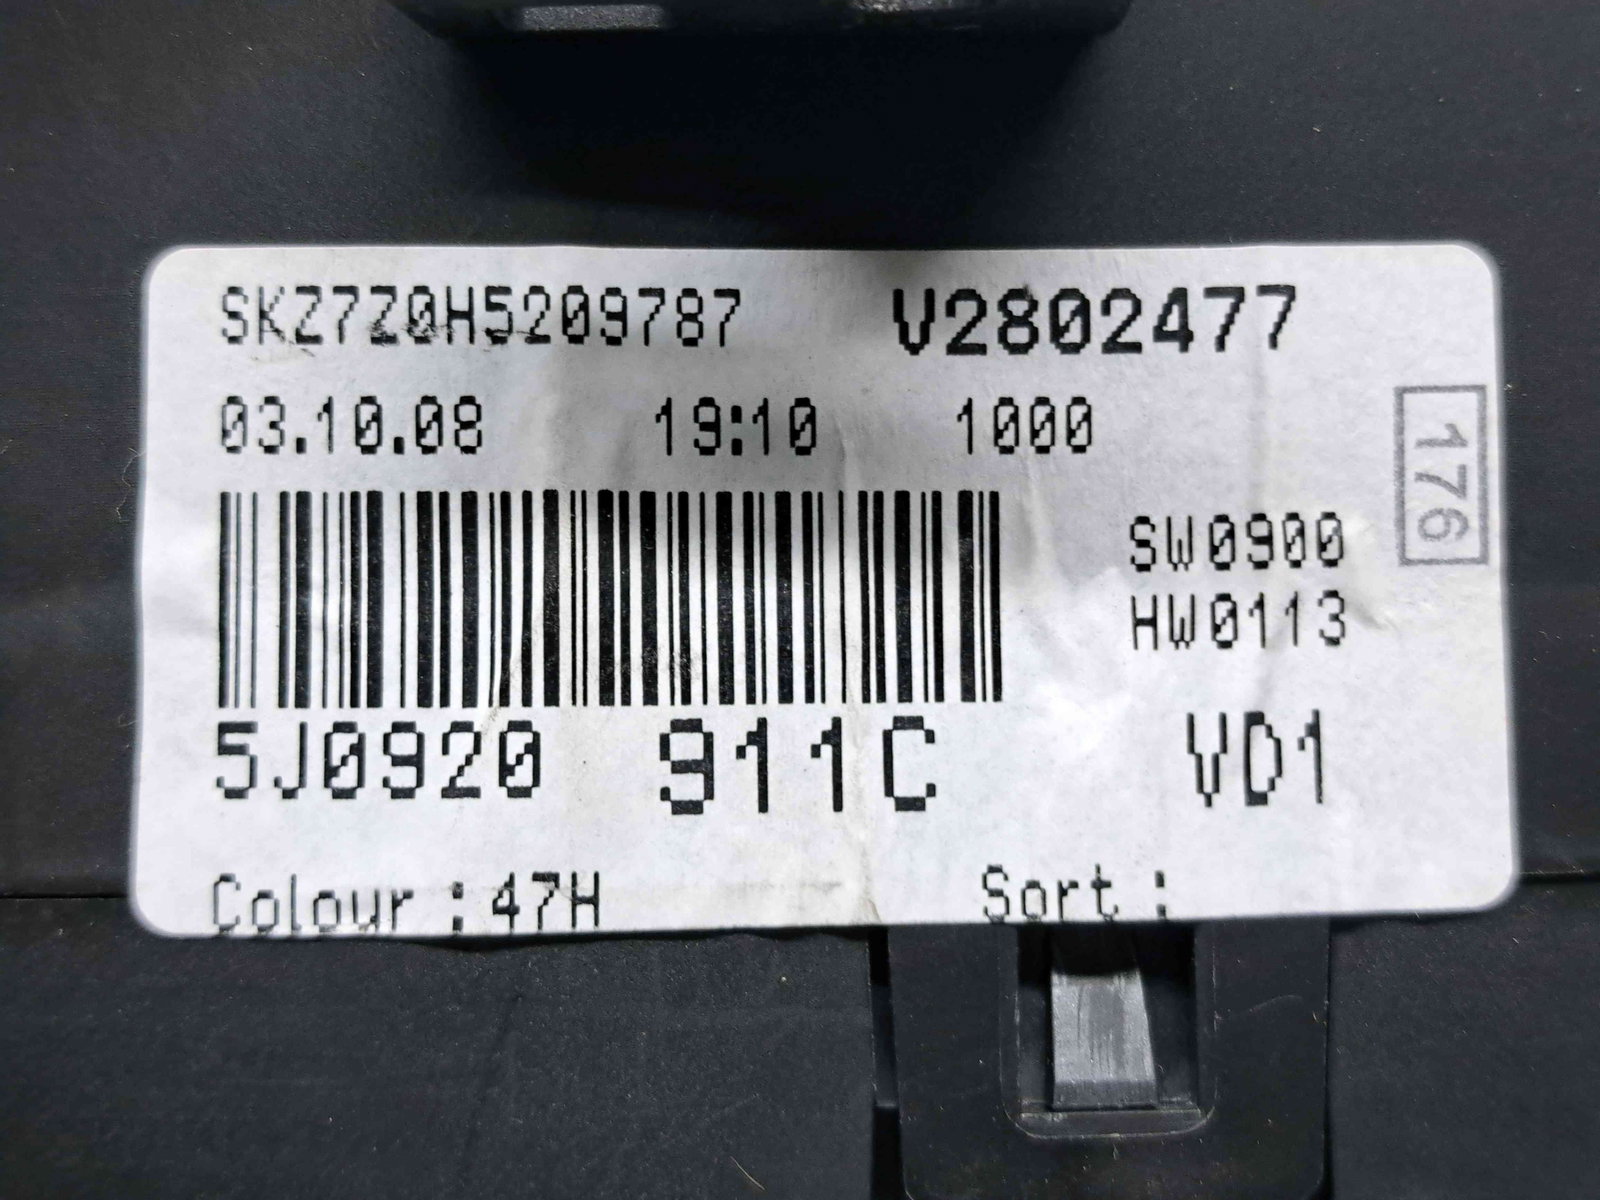 SKZ7Z0H5209787 V2802477
03.10.08 19:10 1000
176
SW0900
HW0113
5J0920 911C VD1
Colour : 47H Sort :